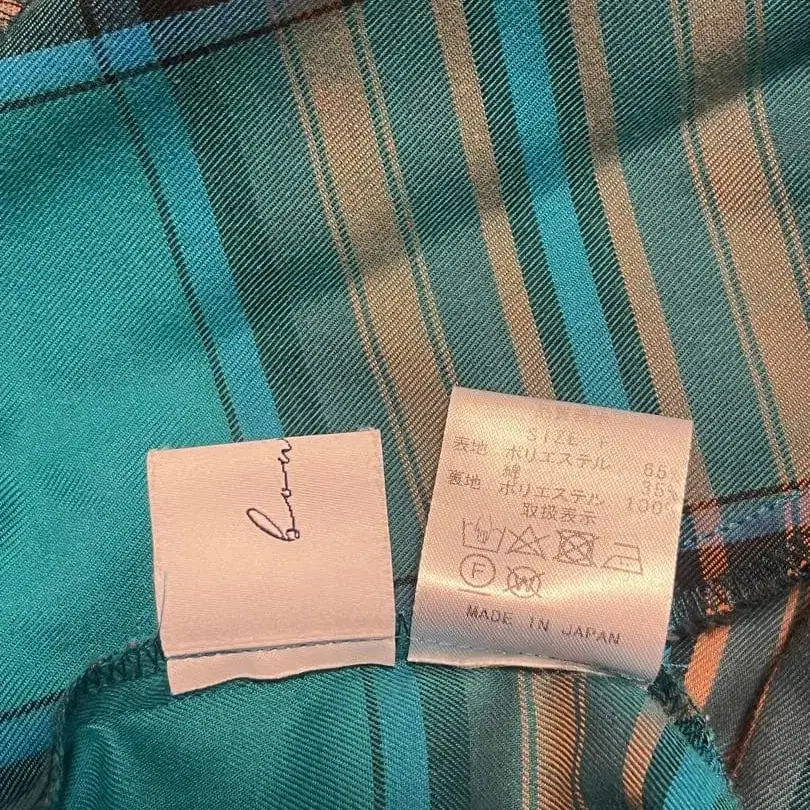 SIZE F
表地 ポリエステル 65%
綿 35%
裏地 ポリエステル 100%
取扱表示
F
W
MADE IN JAPAN